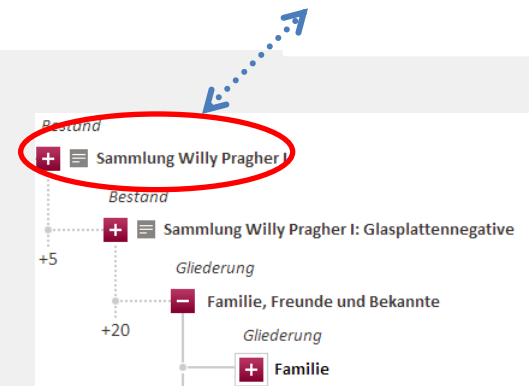 Bestand
Sammlung Willy Pragher I
Bestand
Sammlung Willy Pragher I: Glasplattennegative
+5
Gliederung
Familie, Freunde und Bekannte
+20
Gliederung
Familie